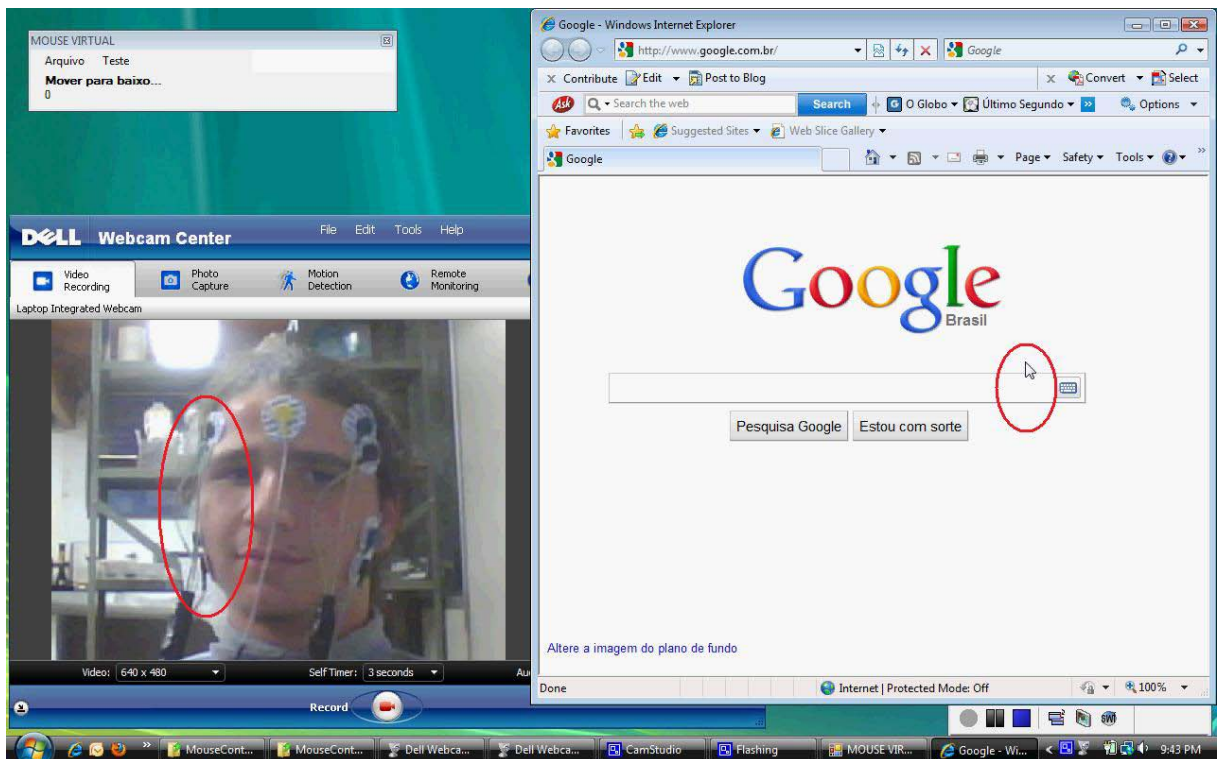 MOUSE VIRTUAL
Arquivo Teste
Mover para baixo...
0
DELL Webcam Center
File Edit Tools Help
Video Recording
Photo Capture
Motion Detection
Remote Monitoring
Laptop Integrated Webcam
Video: 640 x 480
Self Timer: 3 seconds
Record
Google - Windows Internet Explorer
http://www.google.com.br/
Google
x Contribute Edit Post to Blog
x Convert Select
Ask Search the web Search O Globo Último Segundo Options
Favorites Suggested Sites Web Slice Gallery
Google
Page Safety Tools
Google
Brasil
Pesquisa Google
Estou com sorte
Altere a imagem do plano de fundo
Done
Internet | Protected Mode: Off
100%
MouseCont...
MouseCont...
Dell Webca...
Dell Webca...
CamStudio
Flashing
MOUSE VIR...
Google - Wi...
9:43 PM